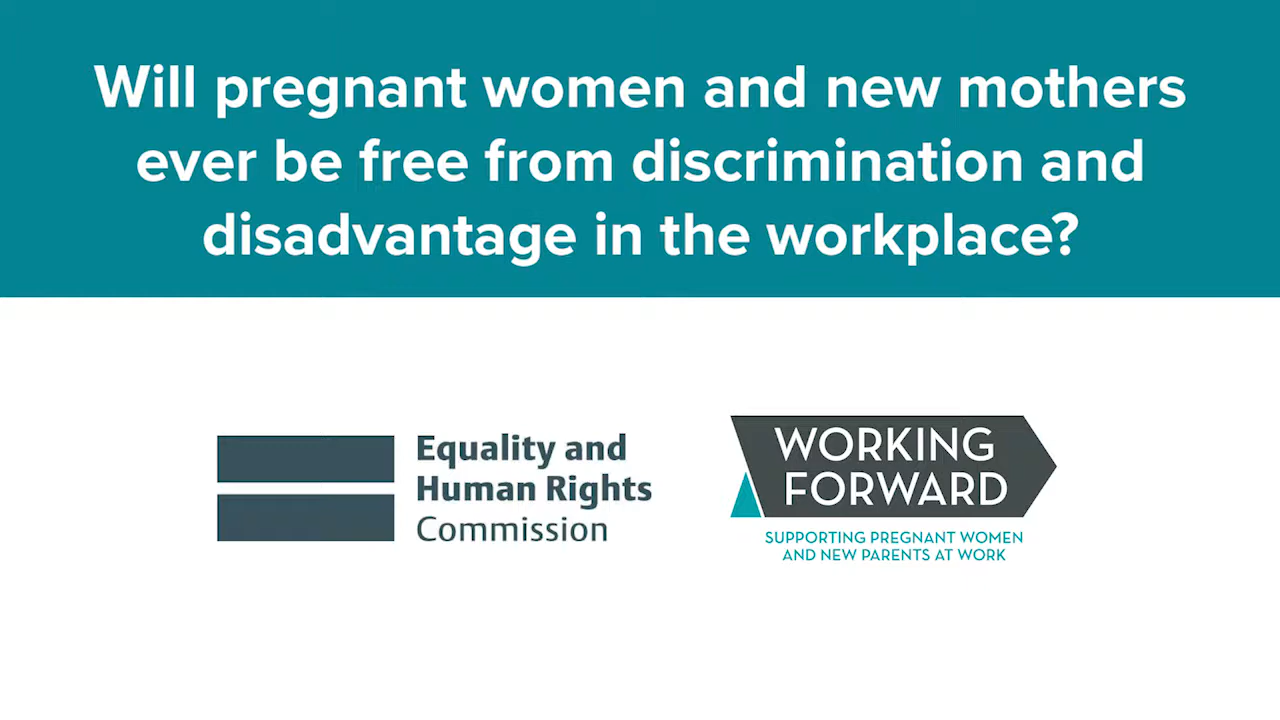 Will pregnant women and new mothers
ever be free from discrimination and
disadvantage in the workplace?
Equality and
Human Rights
Commission
WORKING
FORWARD
SUPPORTING PREGNANT WOMEN
AND NEW PARENTS AT WORK